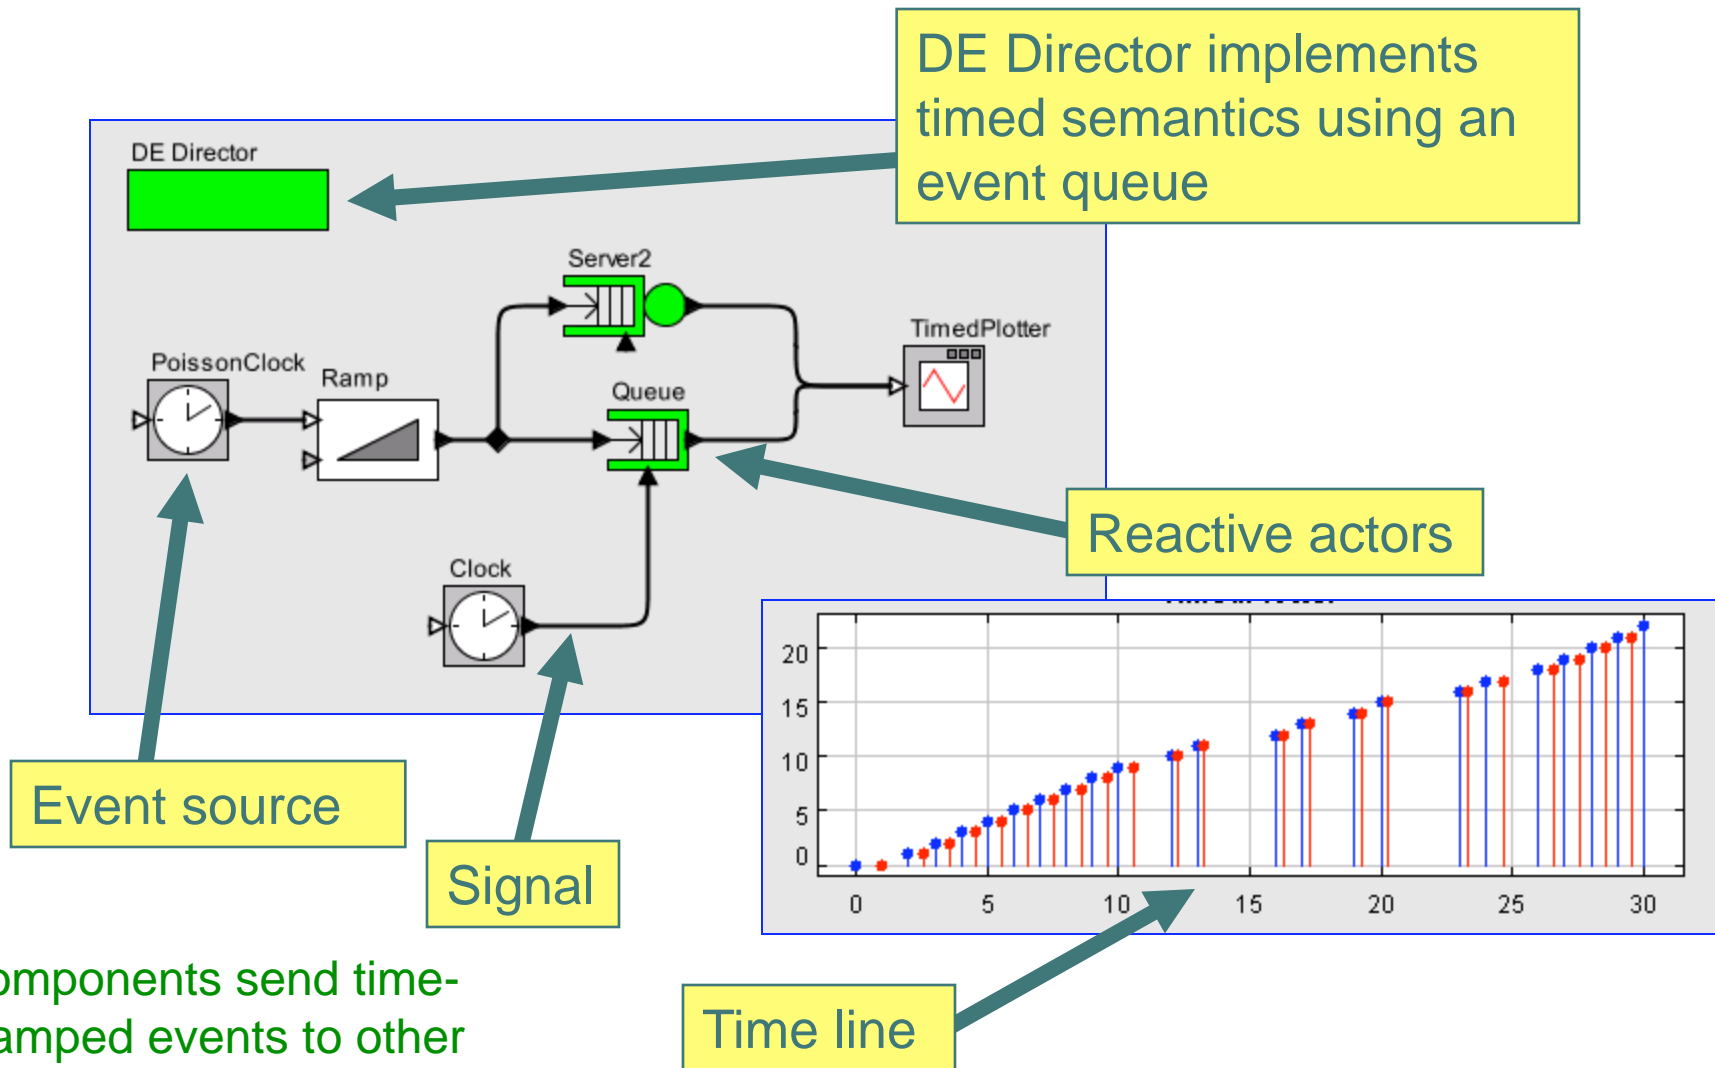 DE Director implements
timed semantics using an
event queue
DE Director
Server2
TimedPlotter
PoissonClock
Ramp
Queue
Reactive actors
Clock
20
15
10
5
0
0 5 10 15 20 25 30
Event source
Signal
Time line
omponents send time-
amped events to other